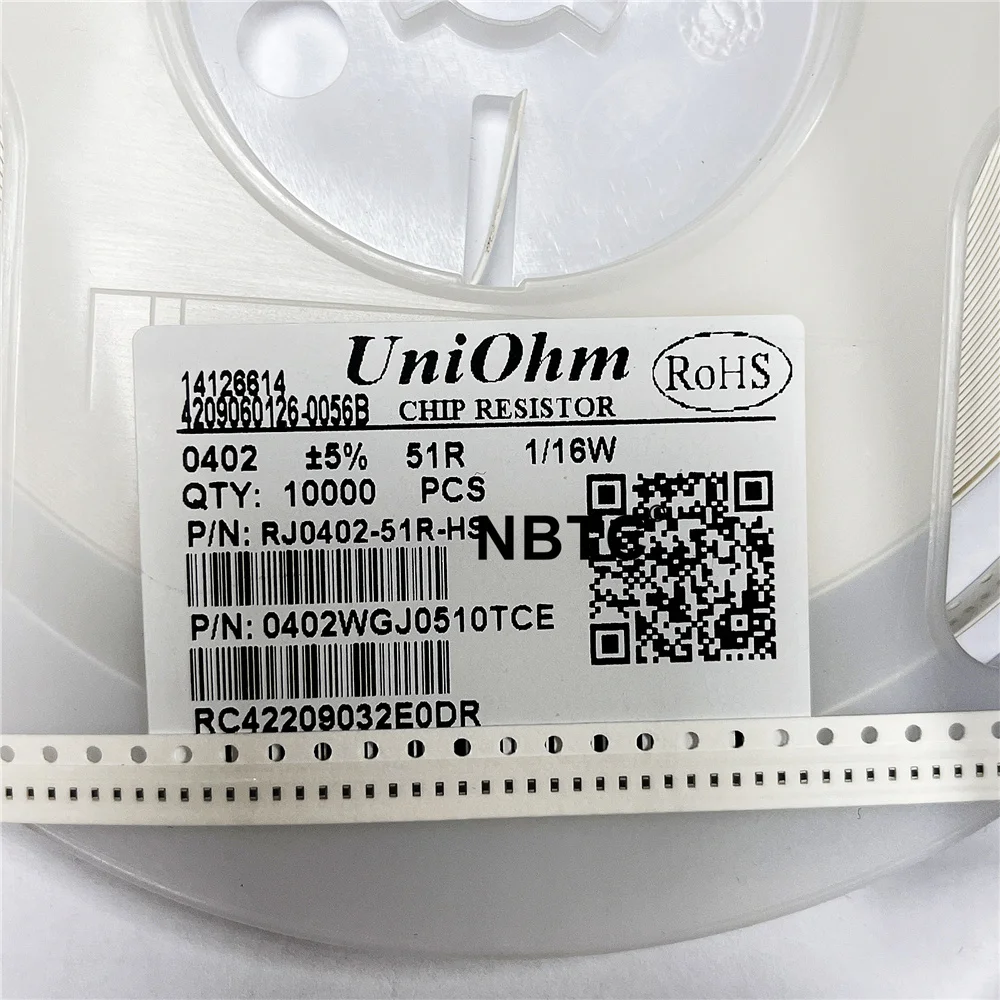 UniOhm
RoHS
14126614
4209060126-0056B CHIP RESISTOR
0402 ±5% 51R 1/16W
QTY: 10000 PCS
P/N: RJ0402-51R-HS
NBTC
P/N: 0402WGJ0510TCE
RC42209032E0DR